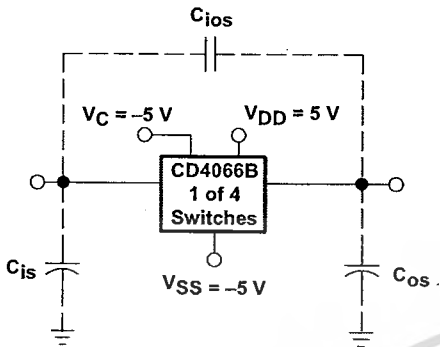 Cios
VC = –5 V
VDD = 5 V
CD4066B
1 of 4
Switches
Cis
VSS = –5 V
Cos